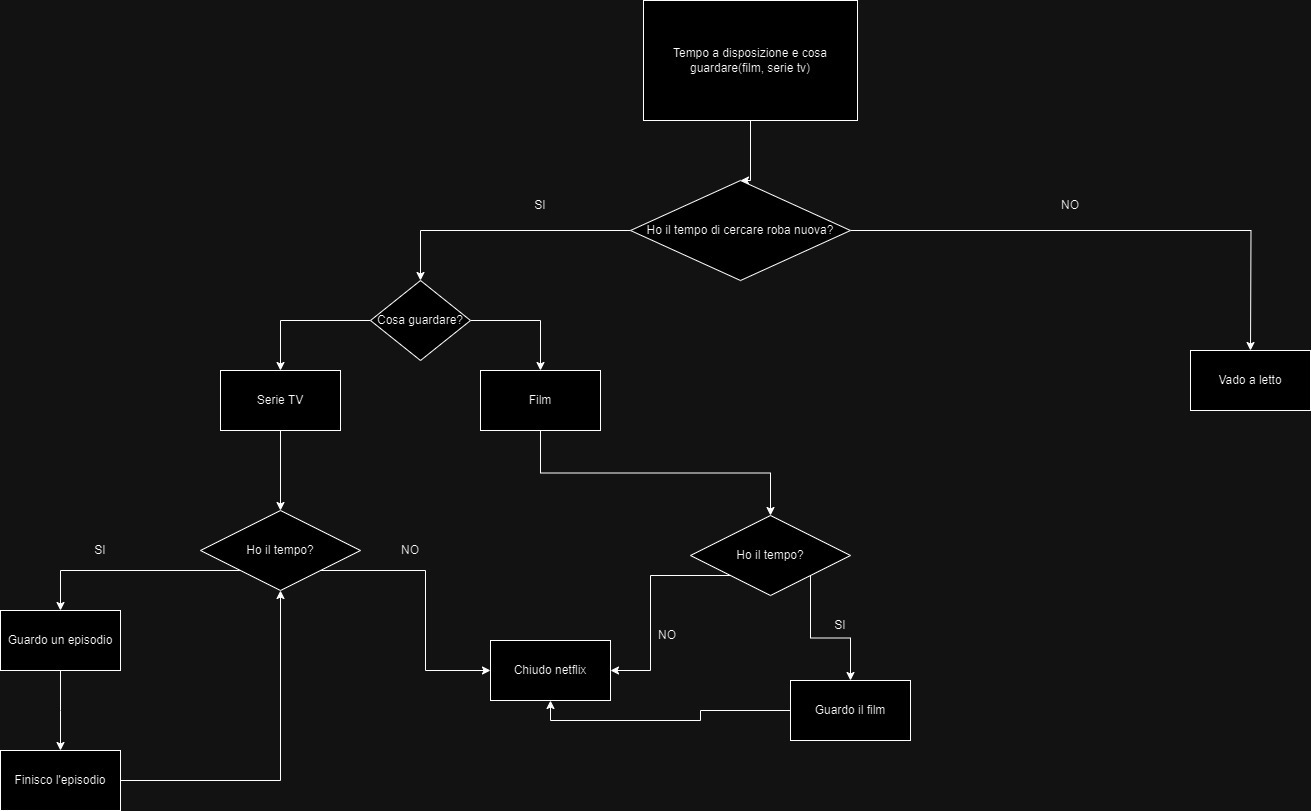 Tempo a disposizione e cosa
guardare(film, serie tv)
SI
NO
Ho il tempo di cercare roba nuova?
Cosa guardare?
Vado a letto
Serie TV
Film
SI
Ho il tempo?
NO
Ho il tempo?
SI
NO
Guardo un episodio
Chiudo netflix
Guardo il film
Finisco l'episodio